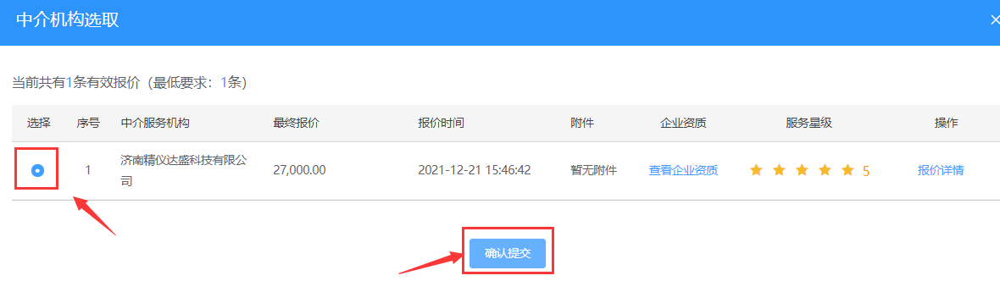 中介机构选取
当前共有1条有效报价（最低要求：1条）
选择 序号 中介服务机构 最终报价 报价时间 附件 企业资质 服务星级 操作
1 济南精仪达盛科技有限公 27,000.00 2021-12-21 15:46:42 暂无附件 查看企业资质 5 报价详情
司
确认提交